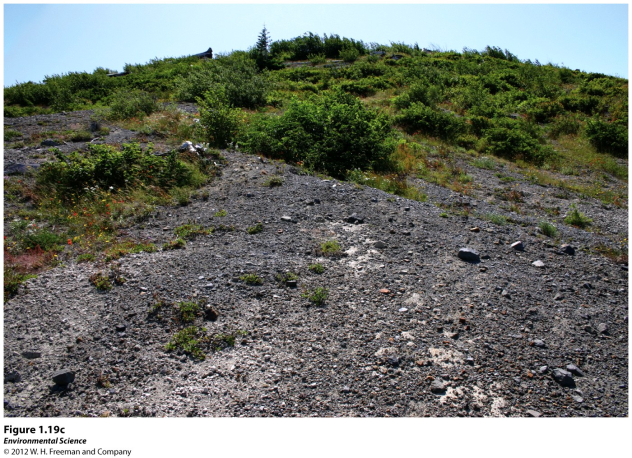 Figure 1.19c
Environmental Science
© 2012 W. H. Freeman and Company